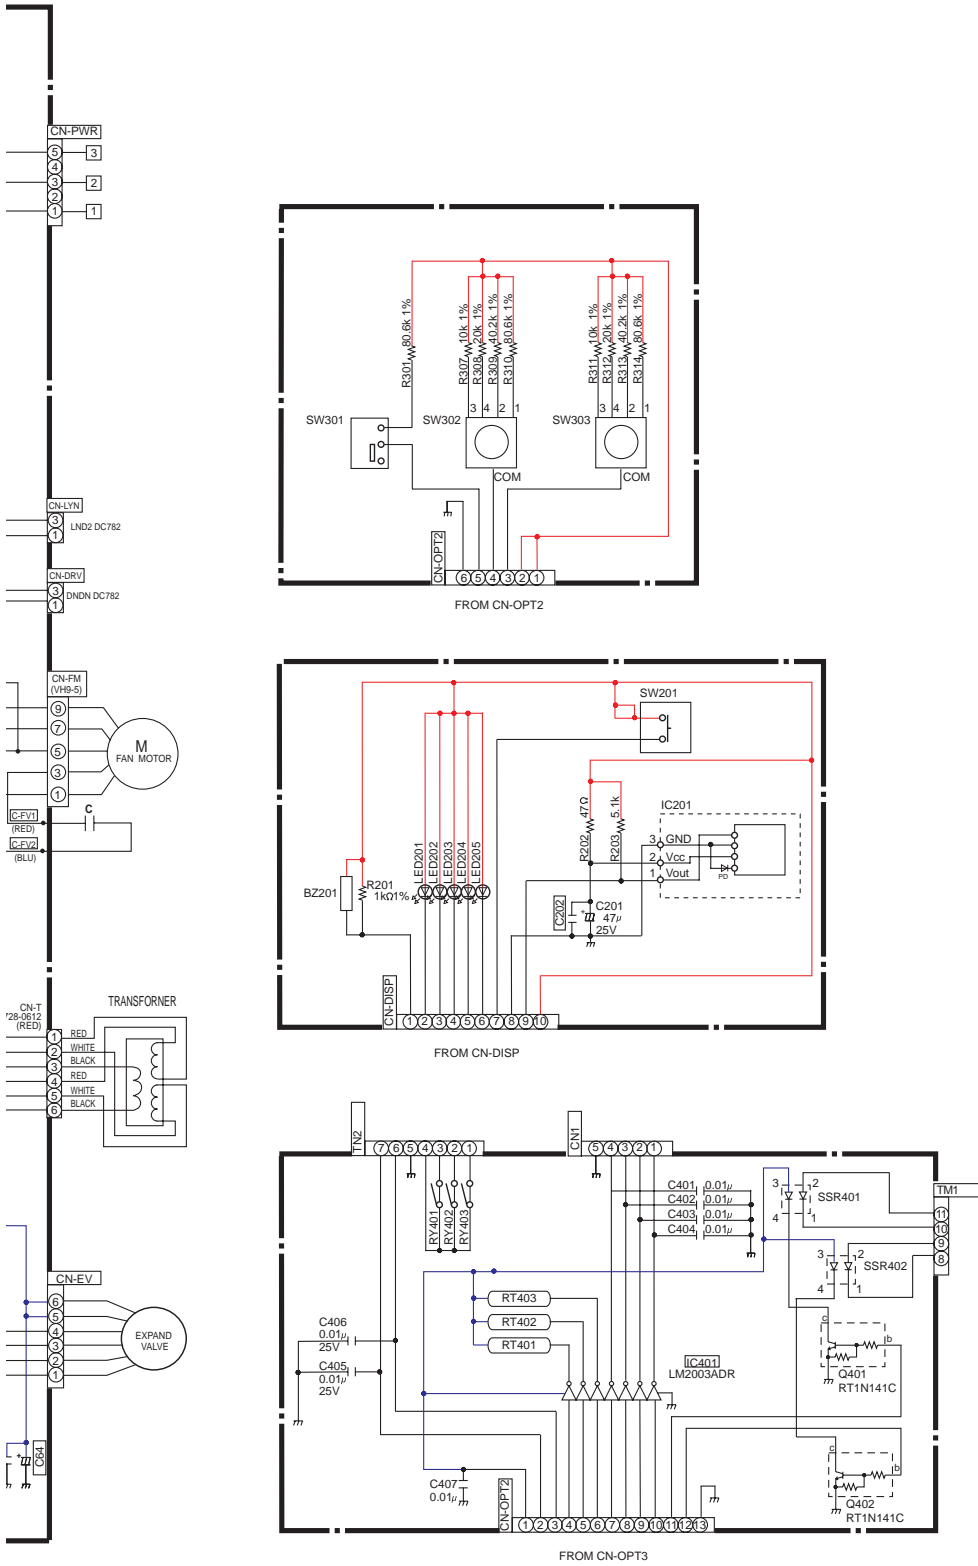 CN-PWR
5 3
4
3 2
2
1 1
R301 80.6k 1%
R307 10k 1%
R308 20k 1%
R309 40.2k 1%
R310 80.6k 1%
R311 10k 1%
R312 20k 1%
R313 40.2k 1%
R314 80.6k 1%
3 4 2 1
3 4 2 1
SW301
SW302
SW303
COM
COM
CN-OPT2
6 5 4 3 2 1
FROM CN-OPT2
CN-LYN
3
1
LND2 DC782
CN-DRV
3
1
DNDN DC782
CN-FM
(VH9-5)
9
7
5
3
1
M
FAN MOTOR
C-FV1
(RED)
C
C-FV2
(BLU)
SW201
R202 47Ω
R203 5.1k
IC201
3 GND
2 Vcc
1 Vout
PD
LED201
LED202
LED203
LED204
LED205
BZ201
R201
1kΩ1%
C202
C201
47μ
25V
+
CN-DISP
1 2 3 4 5 6 7 8 9 10
FROM CN-DISP
CN-T
728-0612
(RED)
TRANSFORNER
1 RED
2 WHITE
3 BLACK
4 RED
5 WHITE
6 BLACK
TN2
7 6 5 4 3 2 1
CN1
5 4 3 2 1
RY401
RY402
RY403
C401 0.01μ
C402 0.01μ
C403 0.01μ
C404 0.01μ
3 2
SSR401
4 1
3 2
SSR402
4 1
TM1
11
10
9
8
CN-EV
6
5
4
3
2
1
EXPAND
VALVE
RT403
RT402
RT401
C406
0.01μ
25V
C405
0.01μ
25V
IC401
LM2003ADR
c
b
Q401
RT1N141C
c
b
Q402
RT1N141C
+
C64
C407
0.01μ
CN-OPT2
1 2 3 4 5 6 7 8 9 10 11 12 13
FROM CN-OPT3